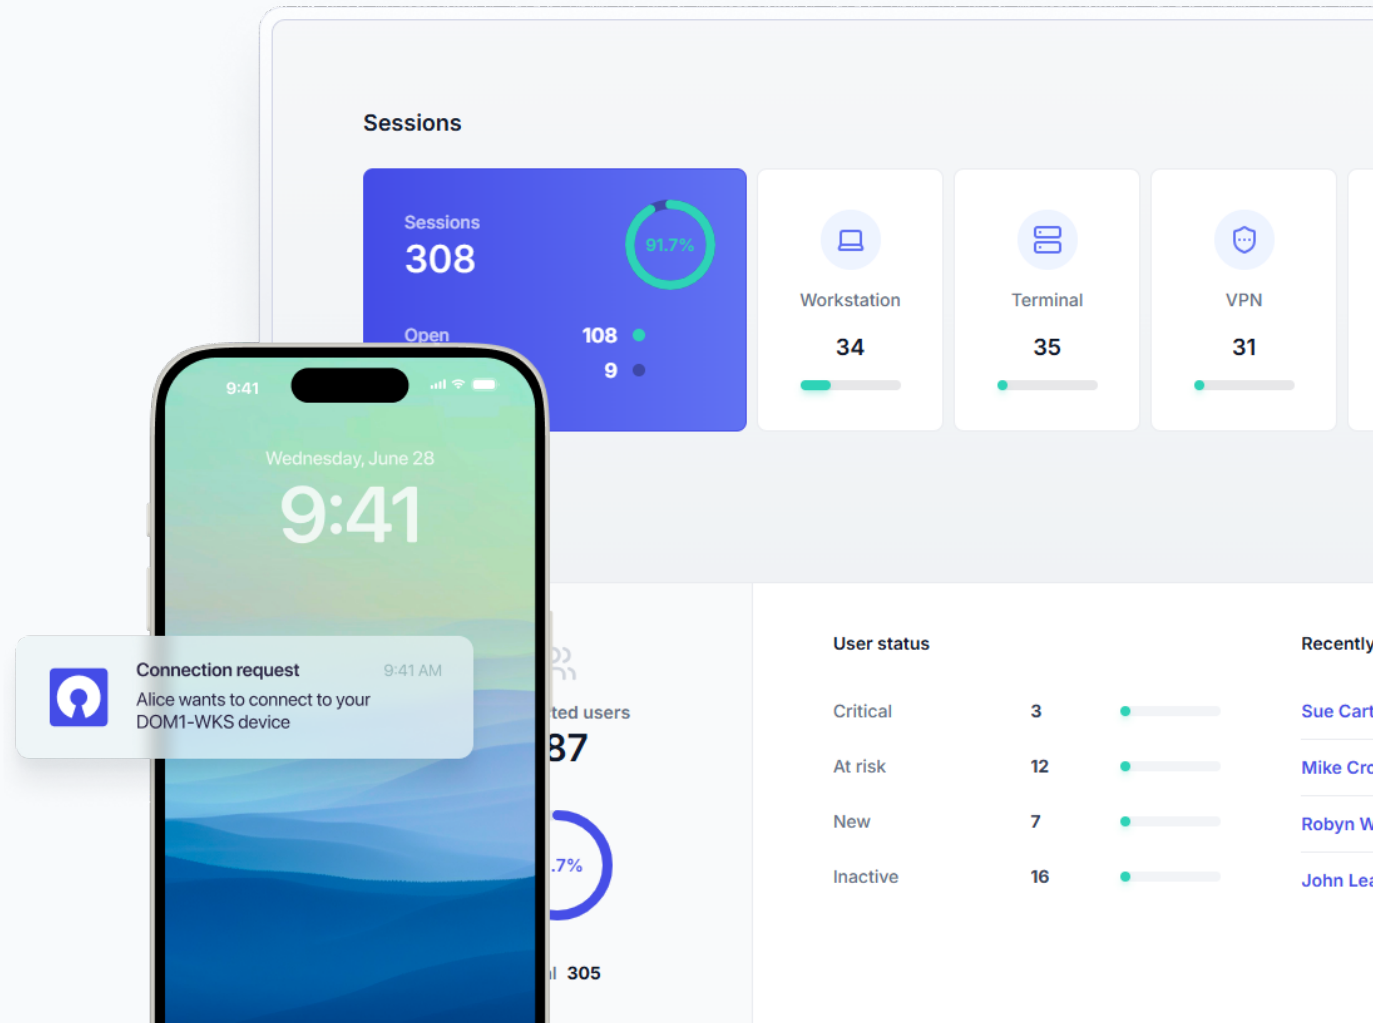 Sessions
Sessions
308
91.7%
Open
108
9
Workstation
34
Terminal
35
VPN
31
9:41
Wednesday, June 28
9:41
Connection request
9:41 AM
Alice wants to connect to your
DOM1-WKS device
users
87
.7%
305
User status
Critical
3
At risk
12
New
7
Inactive
16
Recently
Sue Cart
Mike Cro
Robyn W
John Lea